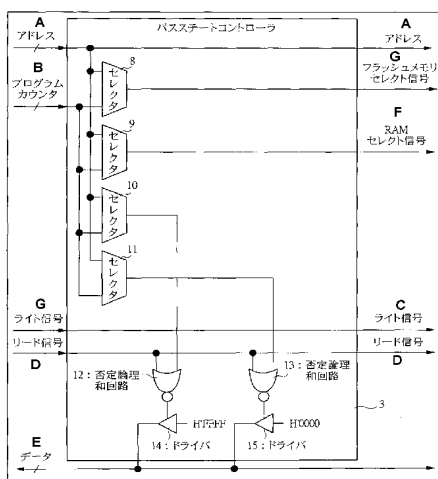 バスステートコントローラ
A
アドレス
A
アドレス
B
プログラム
カウンタ
8
セレクタ
G
フラッシュメモリ
セレクト信号
9
セレクタ
F
RAM
セレクト信号
10
セレクタ
11
セレクタ
G
ライト信号
C
ライト信号
リード信号
D
リード信号
D
12：否定論理
和回路
13：否定論理
和回路
H'FFFF
H'0000
3
14：ドライバ
15：ドライバ
E
データ